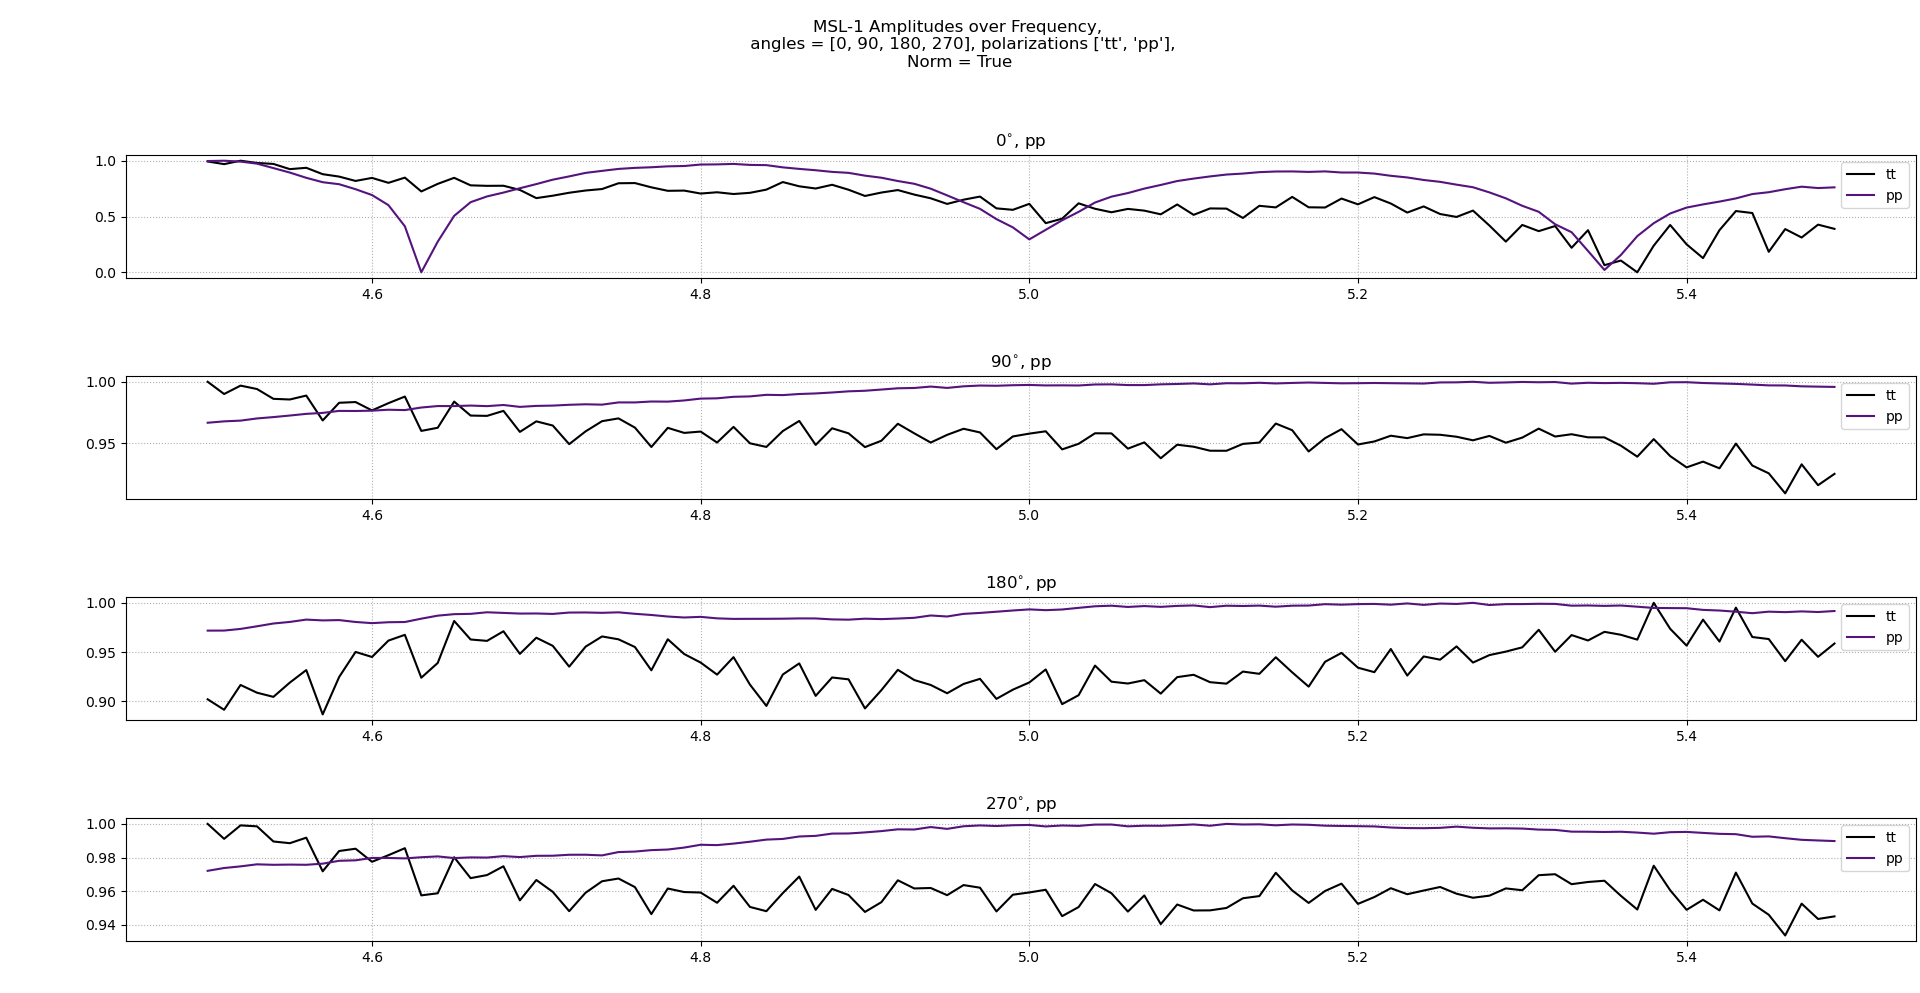 MSL-1 Amplitudes over Frequency,
angles = [0, 90, 180, 270], polarizations ['tt', 'pp'],
Norm = True
0°, pp
1.0
0.5
0.0
tt
pp
4.6 4.8 5.0 5.2 5.4
90°, pp
1.00
0.95
tt
pp
4.6 4.8 5.0 5.2 5.4
180°, pp
1.00
0.95
0.90
tt
pp
4.6 4.8 5.0 5.2 5.4
270°, pp
1.00
0.98
0.96
0.94
tt
pp
4.6 4.8 5.0 5.2 5.4